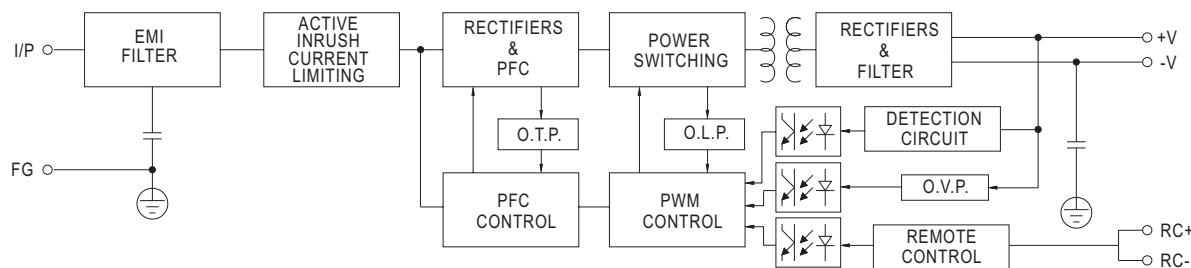 I/P
EMI
FILTER
ACTIVE
INRUSH
CURRENT
LIMITING
RECTIFIERS
&
PFC
POWER
SWITCHING
RECTIFIERS
&
FILTER
+V
-V
O.T.P.
O.L.P.
DETECTION
CIRCUIT
FG
PFC
CONTROL
PWM
CONTROL
O.V.P.
REMOTE
CONTROL
RC+
RC-